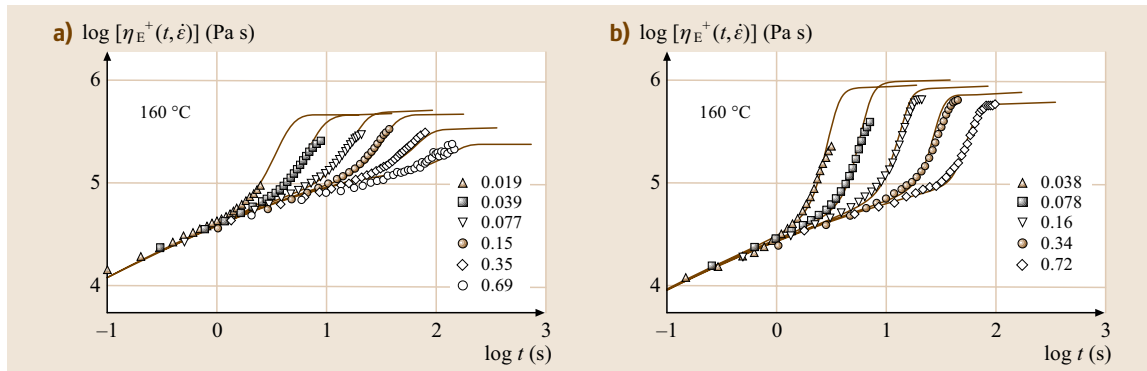 a) log [ηE+(t,ε̇)] (Pa s)
6
5
4
160 °C
0.019
0.039
0.077
0.15
0.35
0.69
–1 0 1 2 3
log t (s)
b) log [ηE+(t,ε̇)] (Pa s)
6
5
4
160 °C
0.038
0.078
0.16
0.34
0.72
–1 0 1 2 3
log t (s)